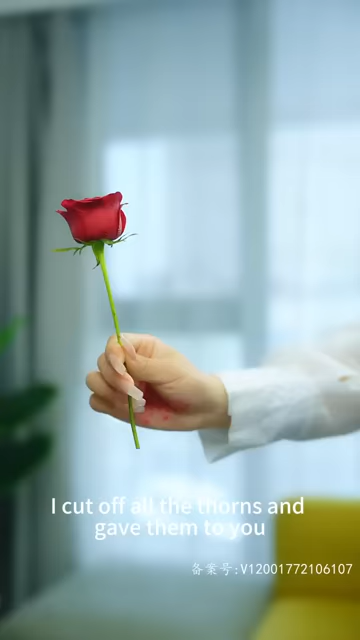 I cut off all the thorns and
gave them to you
备案号:V12001772106107